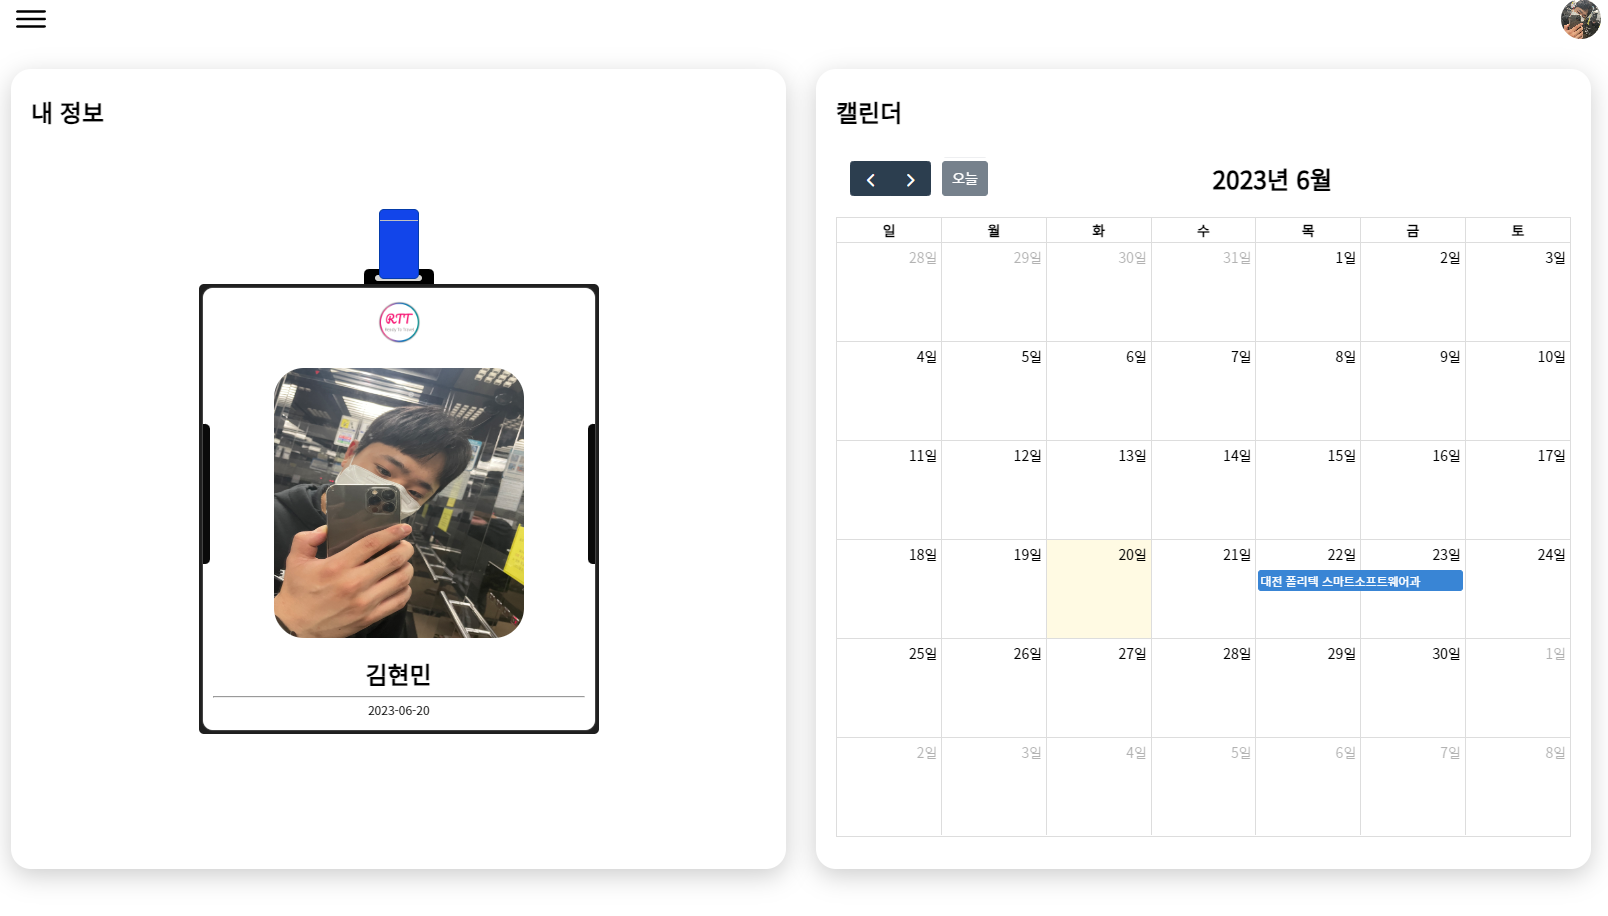 내 정보
RTT
Ready To Travel
김현민
2023-06-20
캘린더
오늘
2023년 6월
일 월 화 수 목 금 토
28일 29일 30일 31일 1일 2일 3일
4일 5일 6일 7일 8일 9일 10일
11일 12일 13일 14일 15일 16일 17일
18일 19일 20일 21일 22일 23일 24일
대전 폴리텍 스마트소프트웨어과
25일 26일 27일 28일 29일 30일 1일
2일 3일 4일 5일 6일 7일 8일